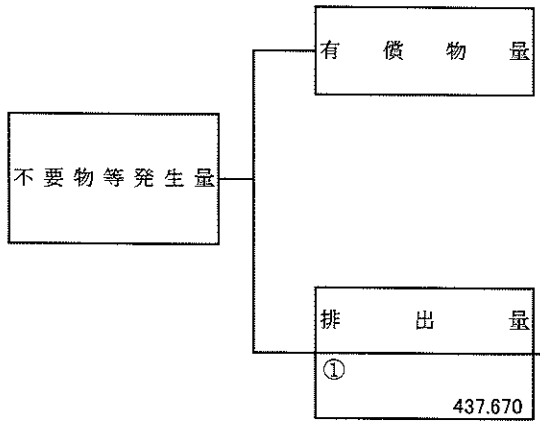 有償物量
不要物等発生量
排出量
①
437.670